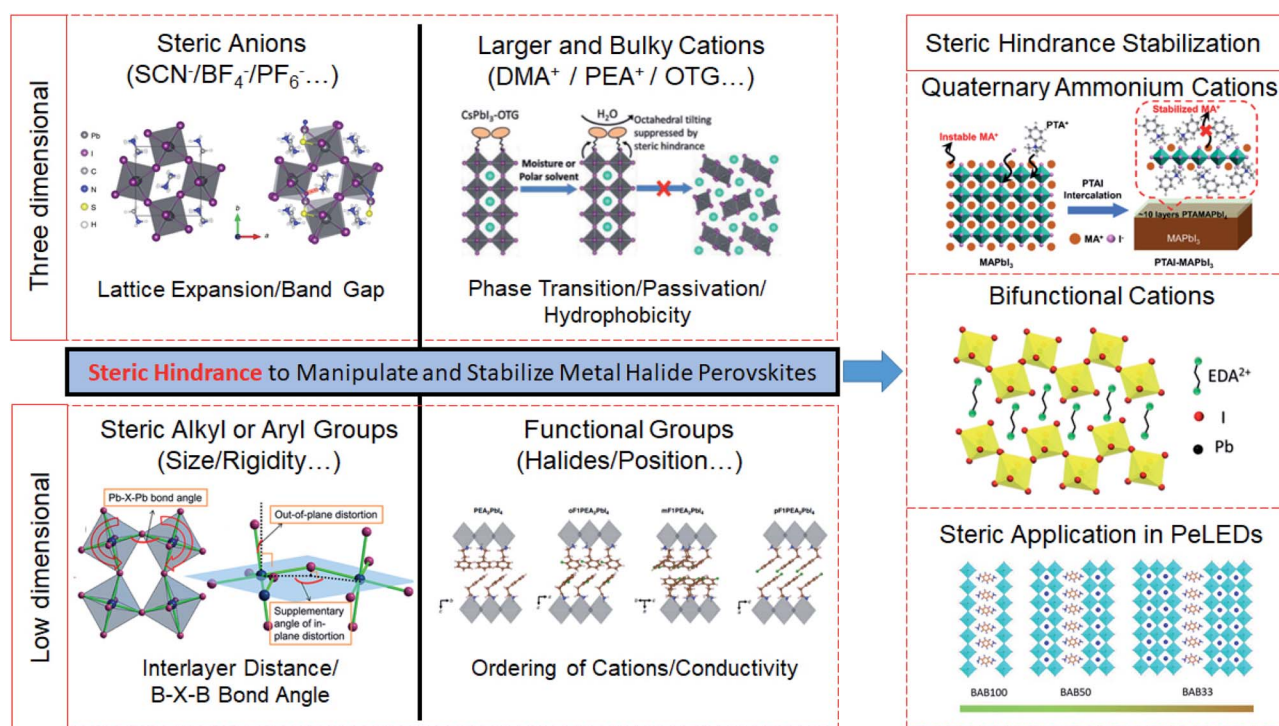 Three dimensional
Steric Anions
(SCN⁻/BF₄⁻/PF₆⁻...)
Pb
I
C
N
S
H
b
a
Lattice Expansion/Band Gap
Larger and Bulky Cations
(DMA⁺ / PEA⁺ / OTG...)
CsPbI₃-OTG
H₂O
Octahedral tilting
suppressed by
steric hindrance
Moisture or
Polar solvent
Phase Transition/Passivation/
Hydrophobicity
Steric Hindrance to Manipulate and Stabilize Metal Halide Perovskites
Low dimensional
Steric Alkyl or Aryl Groups
(Size/Rigidity...)
Pb-X-Pb bond angle
Out-of-plane distortion
Supplementary
angle of in-
plane distortion
Interlayer Distance/
B-X-B Bond Angle
Functional Groups
(Halides/Position...)
PEA₂PbI₄
oF1PEA₂PbI₄
mF1PEA₂PbI₄
pF1PEA₂PbI₄
Ordering of Cations/Conductivity
Steric Hindrance Stabilization
Quaternary Ammonium Cations
Instable MA⁺
PTA⁺
Stabilized MA⁺
PTAI
Intercalation
~10 layers PTAMAPbI₄
MAPbI₃
MA⁺
I⁻
MAPbI₃
PTAI-MAPbI₃
Bifunctional Cations
EDA²⁺
I
Pb
Steric Application in PeLEDs
BAB100
BAB50
BAB33